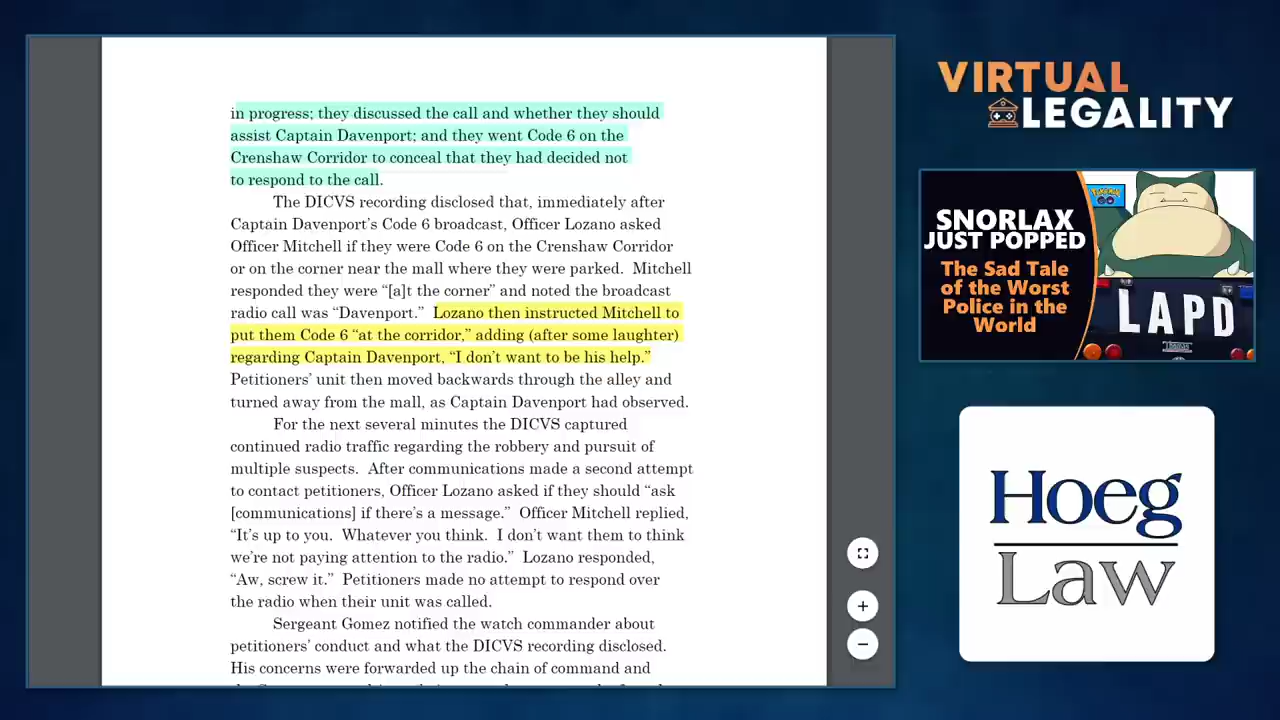 in progress; they discussed the call and whether they should
assist Captain Davenport; and they went Code 6 on the
Crenshaw Corridor to conceal that they had decided not
to respond to the call.
The DICVS recording disclosed that, immediately after
Captain Davenport’s Code 6 broadcast, Officer Lozano asked
Officer Mitchell if they were Code 6 on the Crenshaw Corridor
or on the corner near the mall where they were parked.  Mitchell
responded they were “[a]t the corner” and noted the broadcast
radio call was “Davenport.”  Lozano then instructed Mitchell to
put them Code 6 “at the corridor,” adding (after some laughter)
regarding Captain Davenport, “I don’t want to be his help.”
Petitioners’ unit then moved backwards through the alley and
turned away from the mall, as Captain Davenport had observed.
For the next several minutes the DICVS captured
continued radio traffic regarding the robbery and pursuit of
multiple suspects.  After communications made a second attempt
to contact petitioners, Officer Lozano asked if they should “ask
[communications] if there’s a message.”  Officer Mitchell replied,
“It’s up to you.  Whatever you think.  I don’t want them to think
we’re not paying attention to the radio.”  Lozano responded,
“Aw, screw it.”  Petitioners made no attempt to respond over
the radio when their unit was called.
Sergeant Gomez notified the watch commander about
petitioners’ conduct and what the DICVS recording disclosed.
His concerns were forwarded up the chain of command and
VIRTUAL
LEGALITY
SNORLAX
JUST POPPED
The Sad Tale
of the Worst
Police in the
World
LAPD
Hoeg
Law